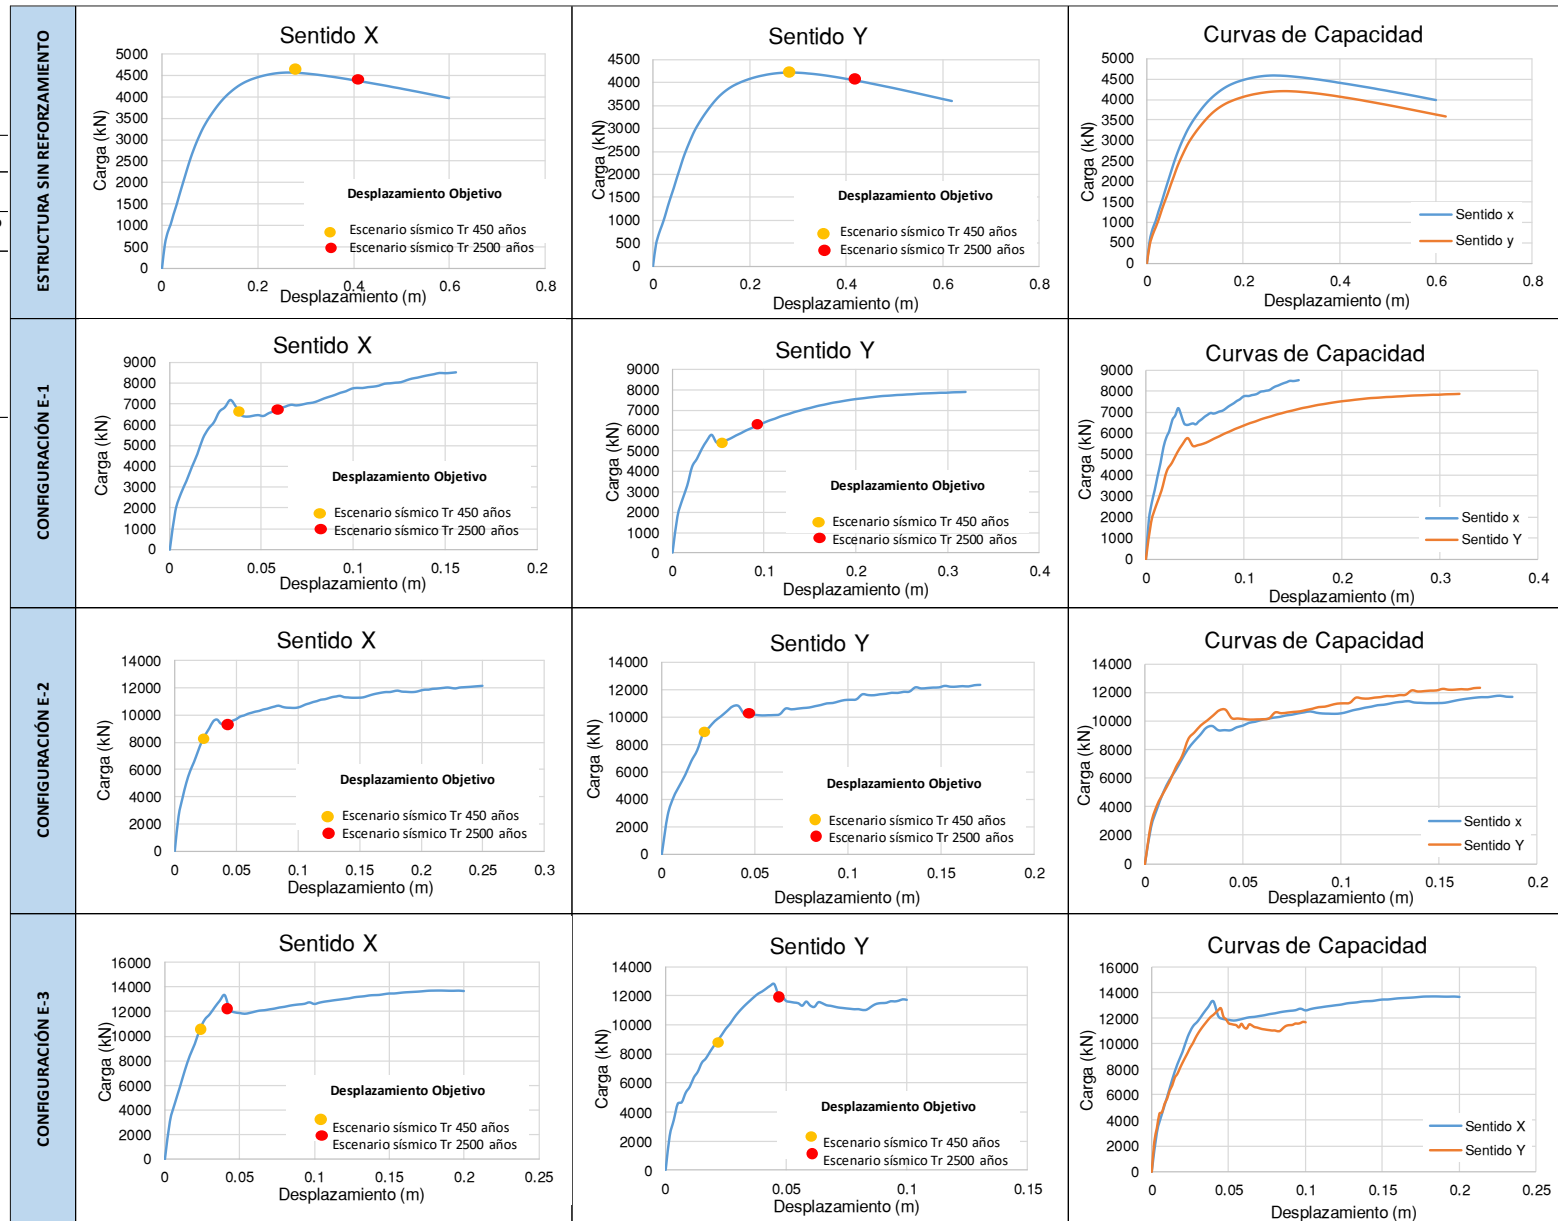 ESTRUCTURA SIN REFORZAMIENTO
Sentido X
Carga (kN)
5000
4500
4000
3500
3000
2500
2000
1500
1000
500
0
Desplazamiento Objetivo
Escenario sísmico Tr 450 años
Escenario sísmico Tr 2500 años
0 0.2 0.4 0.6 0.8
Desplazamiento (m)
Sentido Y
Carga (kN)
4500
4000
3500
3000
2500
2000
1500
1000
500
0
Desplazamiento Objetivo
Escenario sísmico Tr 450 años
Escenario sísmico Tr 2500 años
0 0.2 0.4 0.6 0.8
Desplazamiento (m)
Curvas de Capacidad
Carga (kN)
5000
4500
4000
3500
3000
2500
2000
1500
1000
500
0
Sentido x
Sentido y
0 0.2 0.4 0.6 0.8
Desplazamiento (m)
CONFIGURACIÓN E-1
Sentido X
Carga (kN)
9000
8000
7000
6000
5000
4000
3000
2000
1000
0
Desplazamiento Objetivo
Escenario sísmico Tr 450 años
Escenario sísmico Tr 2500 años
0 0.05 0.1 0.15 0.2
Desplazamiento (m)
Sentido Y
Carga (kN)
9000
8000
7000
6000
5000
4000
3000
2000
1000
0
Desplazamiento Objetivo
Escenario sísmico Tr 450 años
Escenario sísmico Tr 2500 años
0 0.1 0.2 0.3 0.4
Desplazamiento (m)
Curvas de Capacidad
Carga (kN)
9000
8000
7000
6000
5000
4000
3000
2000
1000
0
Sentido x
Sentido Y
0 0.1 0.2 0.3 0.4
Desplazamiento (m)
CONFIGURACIÓN E-2
Sentido X
Carga (kN)
14000
12000
10000
8000
6000
4000
2000
0
Desplazamiento Objetivo
Escenario sísmico Tr 450 años
Escenario sísmico Tr 2500 años
0 0.05 0.1 0.15 0.2 0.25 0.3
Desplazamiento (m)
Sentido Y
Carga (kN)
14000
12000
10000
8000
6000
4000
2000
0
Desplazamiento Objetivo
Escenario sísmico Tr 450 años
Escenario sísmico Tr 2500 años
0 0.05 0.1 0.15 0.2
Desplazamiento (m)
Curvas de Capacidad
Carga (kN)
14000
12000
10000
8000
6000
4000
2000
0
Sentido x
Sentido Y
0 0.05 0.1 0.15 0.2
Desplazamiento (m)
CONFIGURACIÓN E-3
Sentido X
Carga (kN)
16000
14000
12000
10000
8000
6000
4000
2000
0
Desplazamiento Objetivo
Escenario sísmico Tr 450 años
Escenario sísmico Tr 2500 años
0 0.05 0.1 0.15 0.2 0.25
Desplazamiento (m)
Sentido Y
Carga (kN)
14000
12000
10000
8000
6000
4000
2000
0
Desplazamiento Objetivo
Escenario sísmico Tr 450 años
Escenario sísmico Tr 2500 años
0 0.05 0.1 0.15
Desplazamiento (m)
Curvas de Capacidad
Carga (kN)
16000
14000
12000
10000
8000
6000
4000
2000
0
Sentido X
Sentido Y
0 0.05 0.1 0.15 0.2 0.25
Desplazamiento (m)